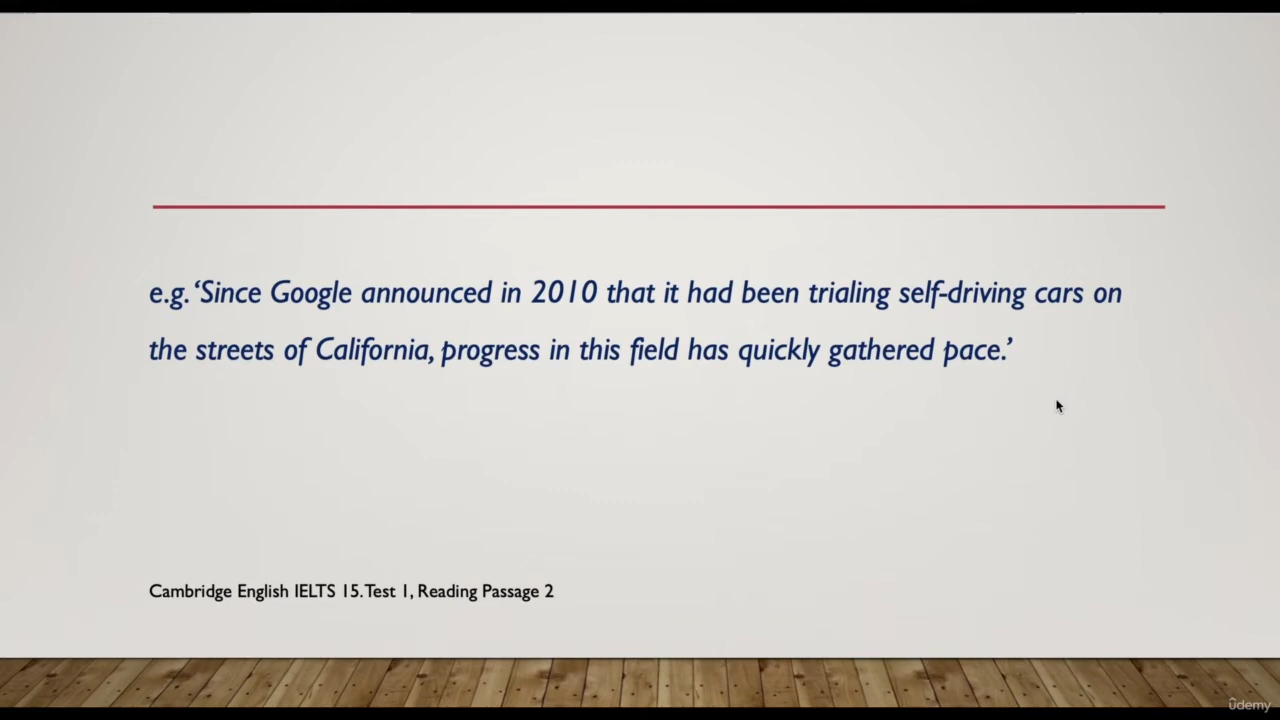 e.g. ‘Since Google announced in 2010 that it had been trialing self-driving cars on
the streets of California, progress in this field has quickly gathered pace.’
Cambridge English IELTS 15. Test 1, Reading Passage 2
ûdemy